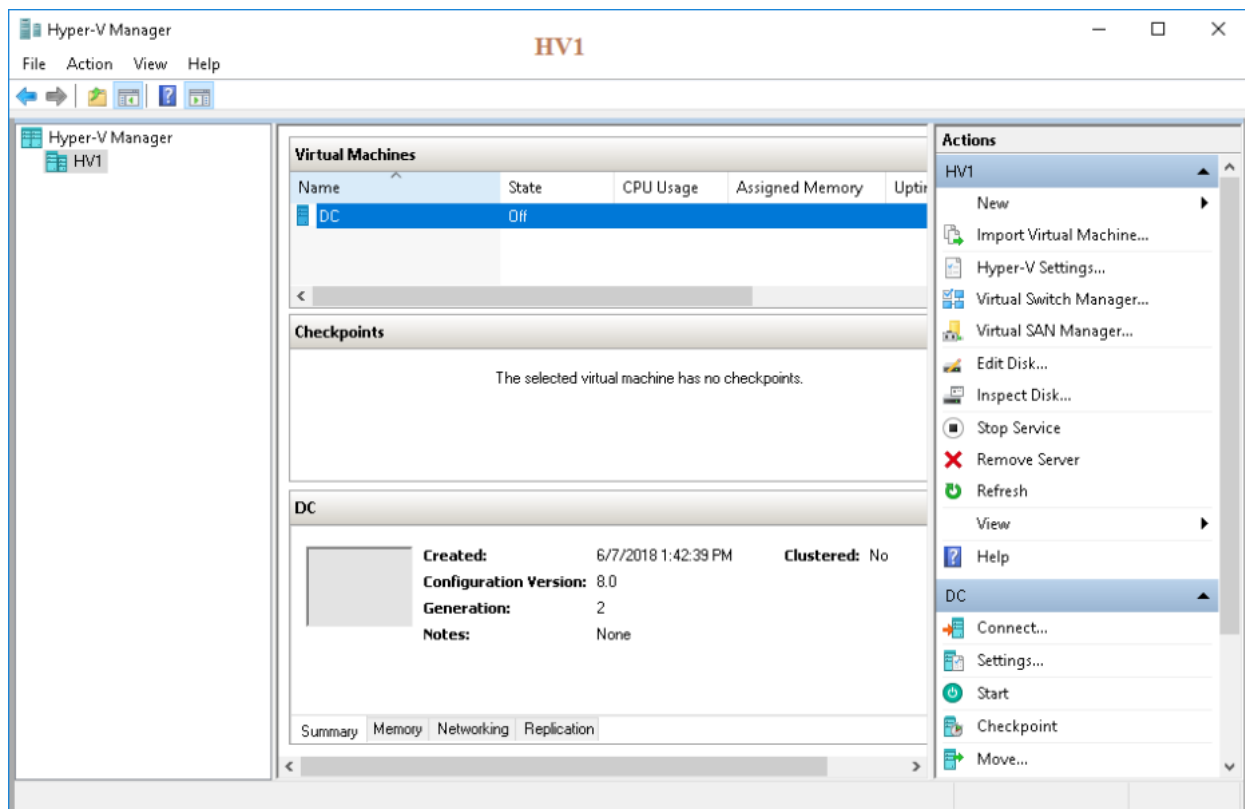 Hyper-V Manager
HV1
File Action View Help
Hyper-V Manager
HV1
Virtual Machines
Name State CPU Usage Assigned Memory Uptir
DC Off
Checkpoints
The selected virtual machine has no checkpoints.
DC
Created: 6/7/2018 1:42:39 PM Clustered: No
Configuration Version: 8.0
Generation: 2
Notes: None
Summary Memory Networking Replication
Actions
HV1
New
Import Virtual Machine...
Hyper-V Settings...
Virtual Switch Manager...
Virtual SAN Manager...
Edit Disk...
Inspect Disk...
Stop Service
Remove Server
Refresh
View
Help
DC
Connect...
Settings...
Start
Checkpoint
Move...